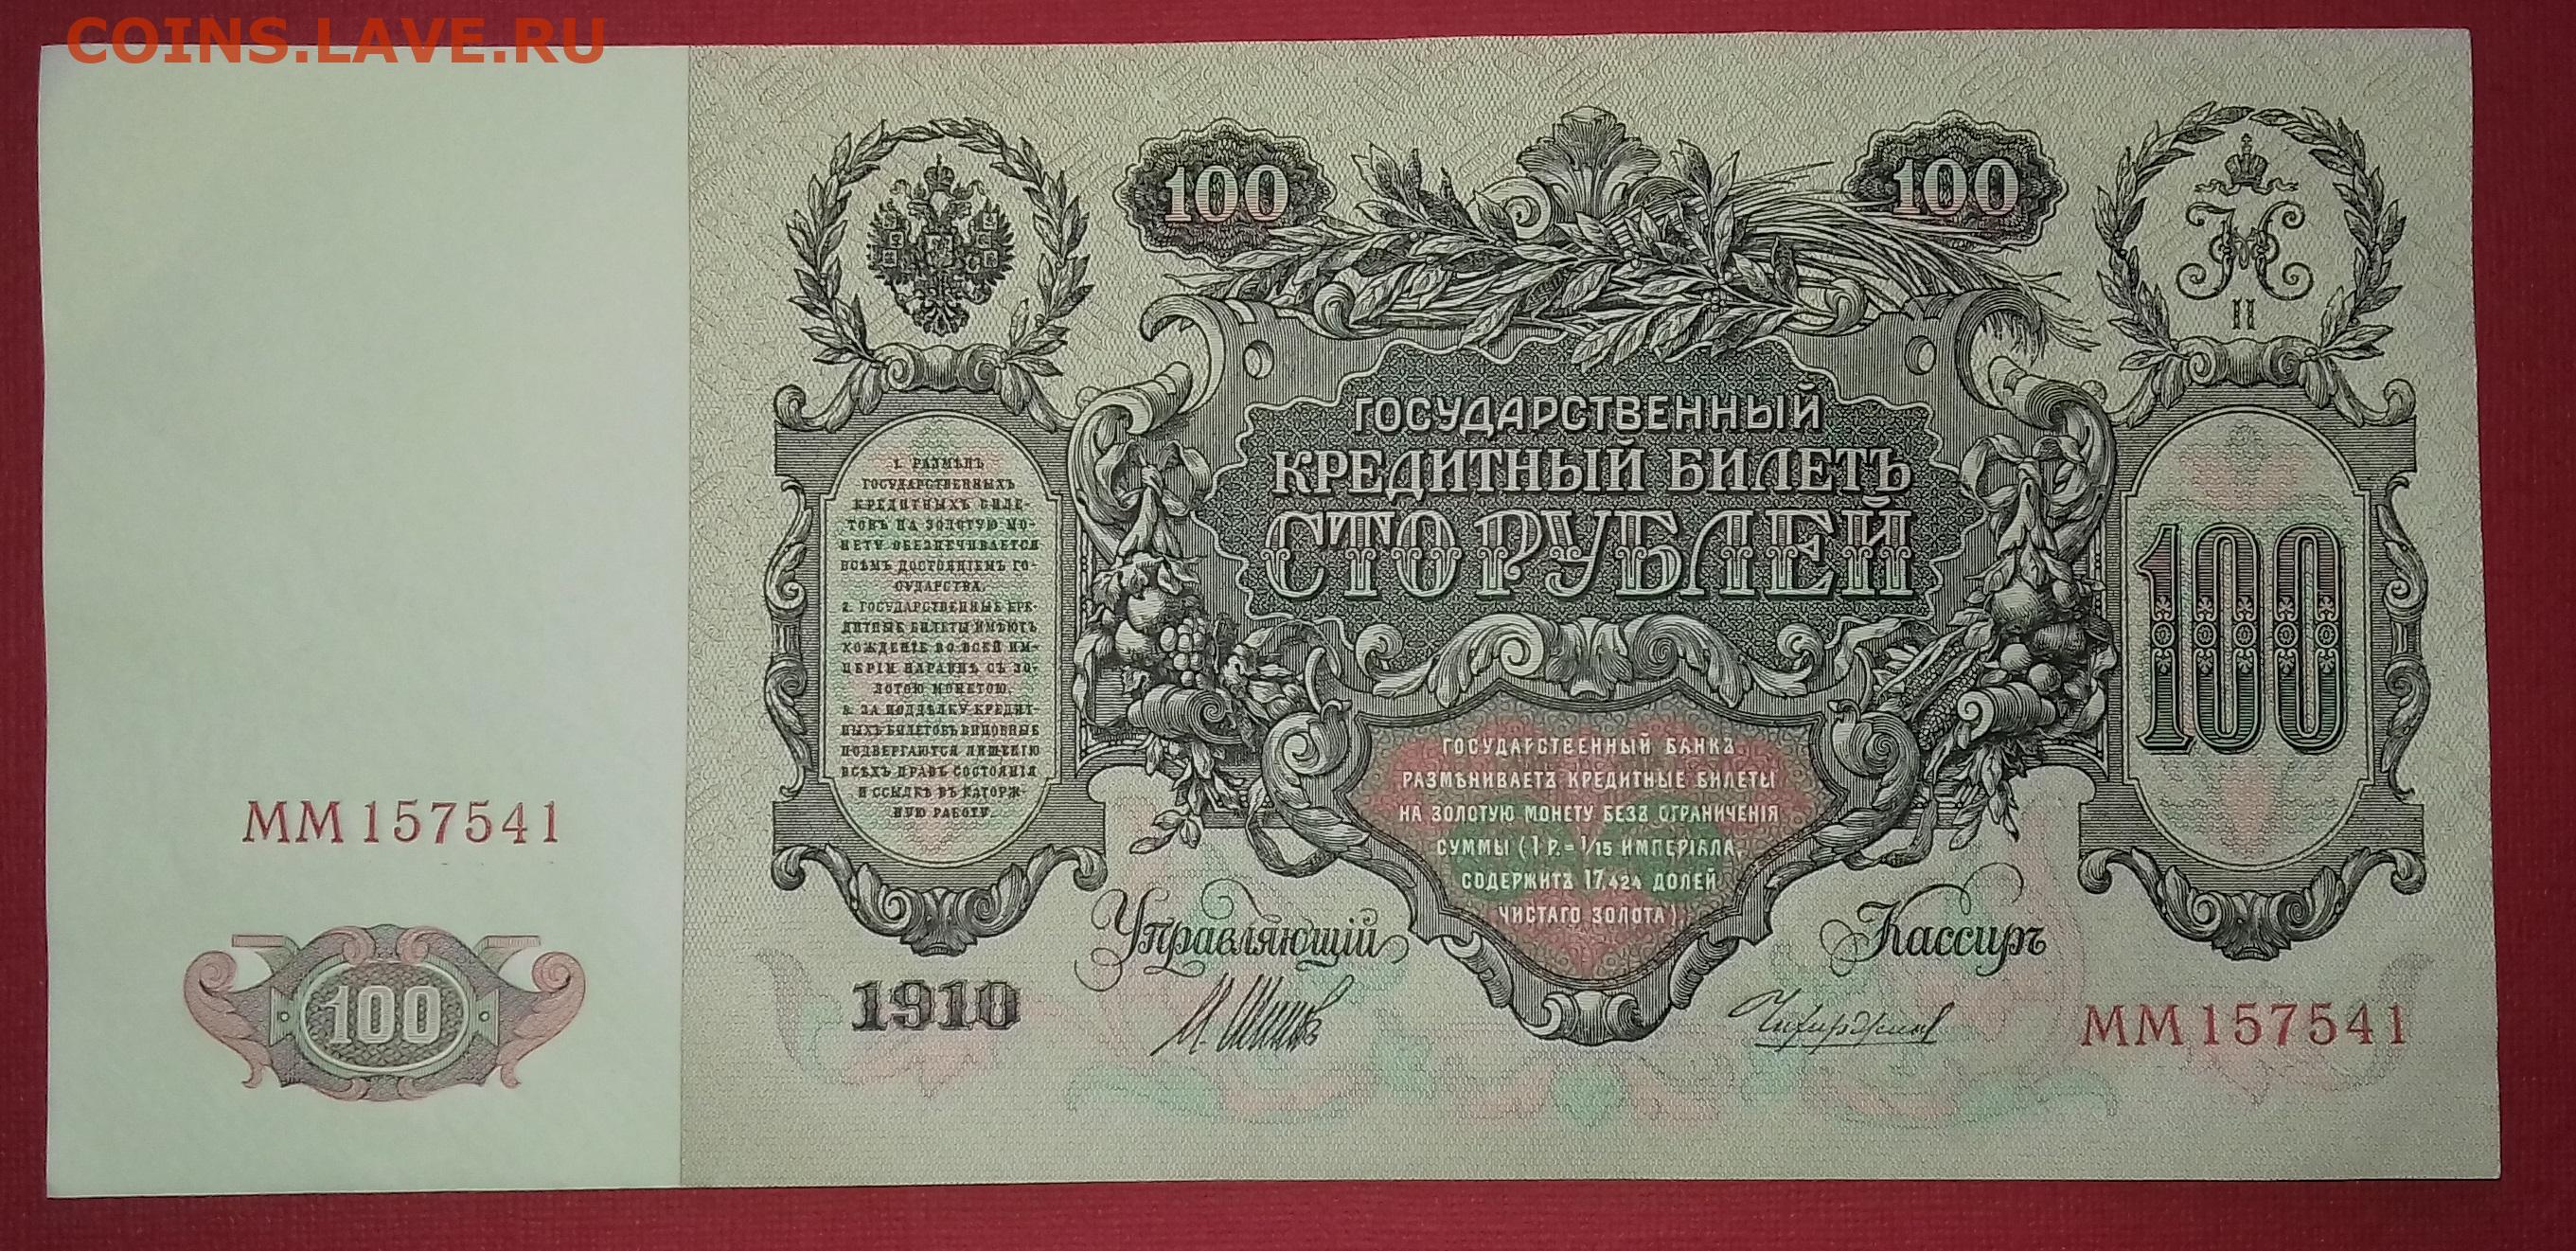 COINS.LAVE.RU
100
100
II
ГОСУДАРСТВЕННЫЙ
КРЕДИТНЫЙ БИЛЕТЪ
СТО РУБЛЕЙ
1. РАЗМѢНЪ
ГОСУДАРСТВЕННЫХЪ
КРЕДИТНЫХЪ БИЛЕ-
ТОВЪ НА ЗОЛОТУЮ МО-
НЕТУ ОБЕЗПЕЧИВАЕТСЯ
ВСѢМЪ ДОСТОЯНІЕМЪ ГО-
СУДАРСТВА.
2. ГОСУДАРСТВЕННЫЕ КРЕ-
ДИТНЫЕ БИЛЕТЫ ИМѢЮТЪ
ХОЖДЕНІЕ ВО ВСЕЙ ИМ-
ПЕРІИ НАРАВНѢ СЪ ЗО-
ЛОТОЮ МОНЕТОЮ.
3. ЗА ПОДДѢЛКУ КРЕДИТ-
НЫХЪ БИЛЕТОВЪ ВИНОВНЫЕ
ПОДВЕРГАЮТСЯ ЛИШЕНІЮ
ВСѢХЪ ПРАВЪ СОСТОЯНІЯ
И ССЫЛКѢ ВЪ КАТОРЖ-
НУЮ РАБОТУ.
100
ГОСУДАРСТВЕННЫЙ БАНКЪ
РАЗМѢНИВАЕТЪ КРЕДИТНЫЕ БИЛЕТЫ
НА ЗОЛОТУЮ МОНЕТУ БЕЗЪ ОГРАНИЧЕНІЯ
СУММЫ (1 Р. = 1/15 ИМПЕРІАЛА,
СОДЕРЖИТЪ 17,424 ДОЛЕЙ
ЧИСТАГО ЗОЛОТА).
ММ 157541
100
1910
Управляющій
Кассиръ
ММ 157541